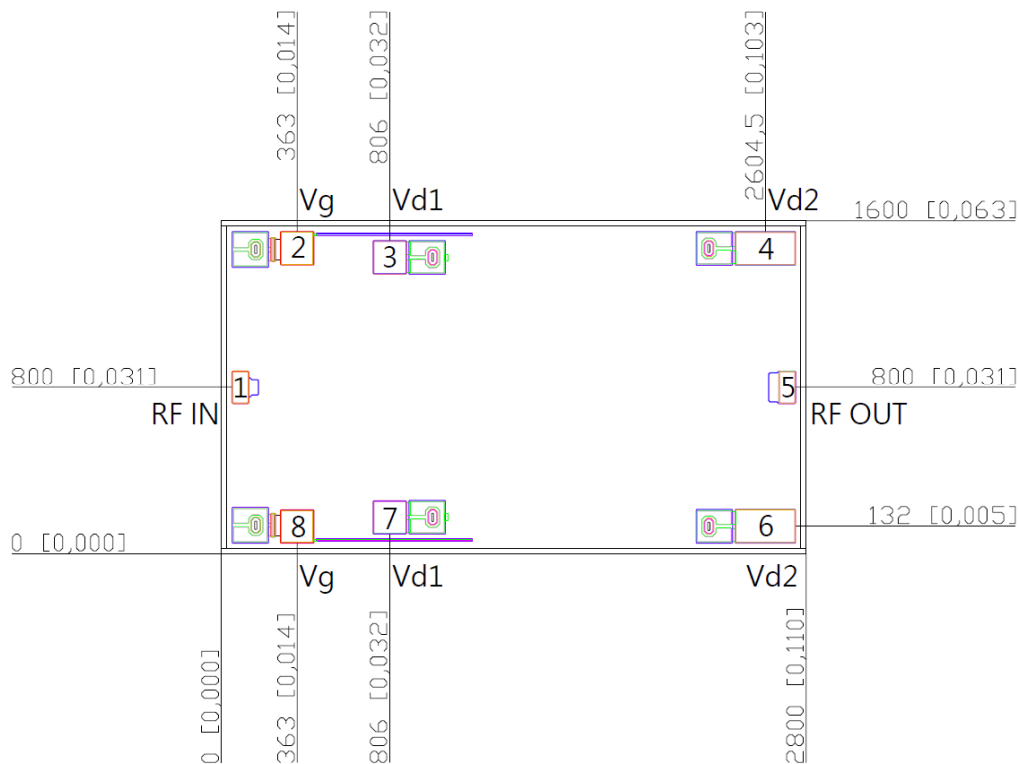 363 [0,014]
806 [0,032]
2604,5 [0,103]
Vg
Vd1
Vd2
1600 [0,063]
2
3
4
800 [0,031]
1
5
800 [0,031]
RF IN
RF OUT
8
7
6
132 [0,005]
0 [0,000]
Vg
Vd1
Vd2
0 [0,000]
363 [0,014]
806 [0,032]
2800 [0,110]